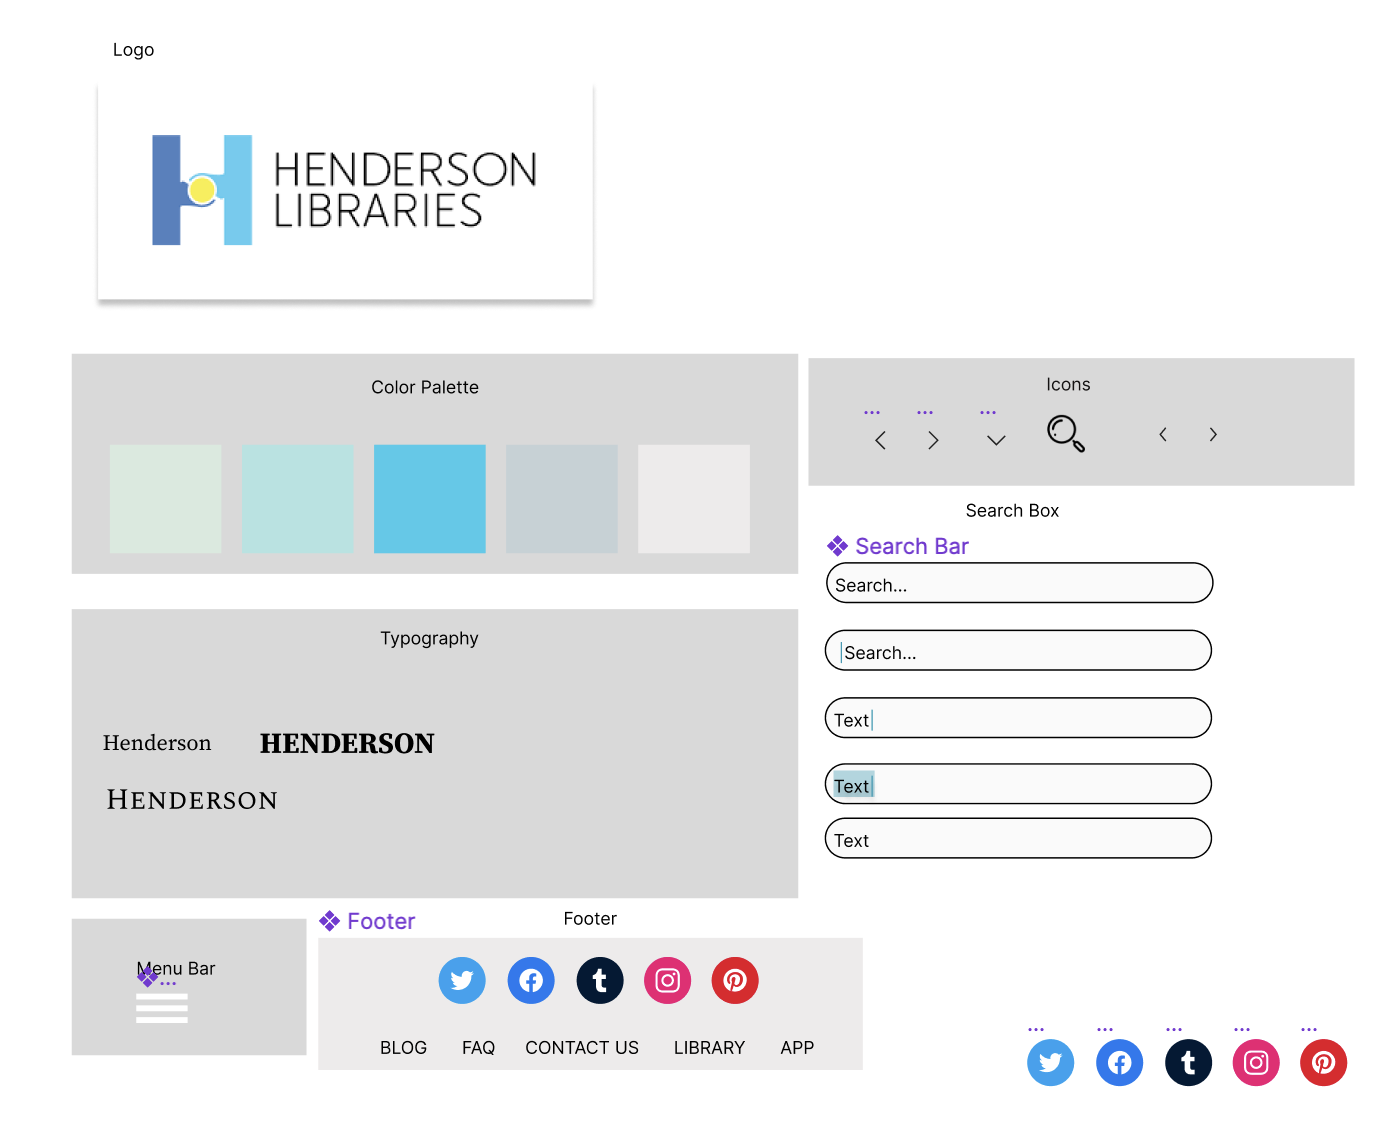 Logo
HENDERSON
LIBRARIES
Color Palette
Icons
...
...
...
Search Box
Search Bar
Search...
Search...
Text
Text
Text
Typography
Henderson
HENDERSON
HENDERSON
Menu Bar
...
Footer
Footer
BLOG FAQ CONTACT US LIBRARY APP
...
...
...
...
...